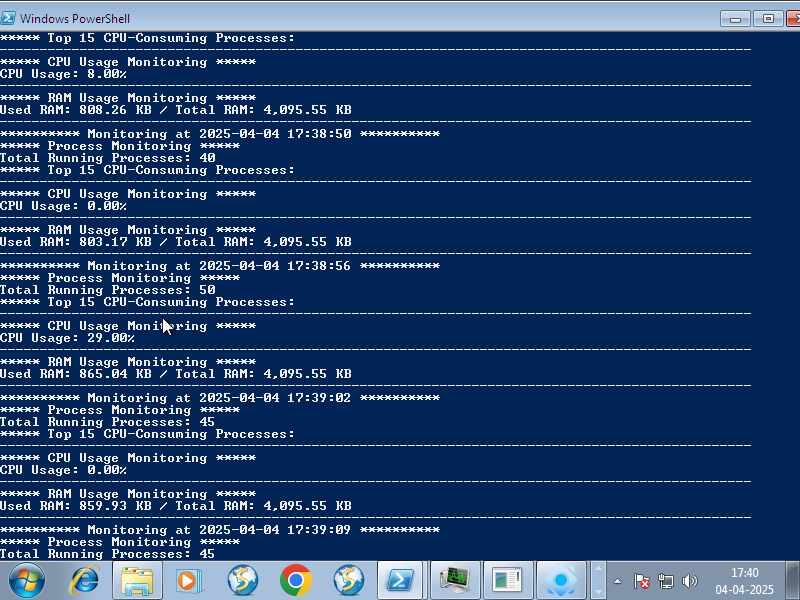 Windows PowerShell
***** Top 15 CPU-Consuming Processes:
***** CPU Usage Monitoring *****
CPU Usage: 8.00%
***** RAM Usage Monitoring *****
Used RAM: 808.26 KB / Total RAM: 4,095.55 KB
********** Monitoring at 2025-04-04 17:38:50 **********
***** Process Monitoring *****
Total Running Processes: 40
***** Top 15 CPU-Consuming Processes:
***** CPU Usage Monitoring *****
CPU Usage: 0.00%
***** RAM Usage Monitoring *****
Used RAM: 803.17 KB / Total RAM: 4,095.55 KB
********** Monitoring at 2025-04-04 17:38:56 **********
***** Process Monitoring *****
Total Running Processes: 50
***** Top 15 CPU-Consuming Processes:
***** CPU Usage Monitoring *****
CPU Usage: 29.00%
***** RAM Usage Monitoring *****
Used RAM: 865.04 KB / Total RAM: 4,095.55 KB
********** Monitoring at 2025-04-04 17:39:02 **********
***** Process Monitoring *****
Total Running Processes: 45
***** Top 15 CPU-Consuming Processes:
***** CPU Usage Monitoring *****
CPU Usage: 0.00%
***** RAM Usage Monitoring *****
Used RAM: 859.93 KB / Total RAM: 4,095.55 KB
********** Monitoring at 2025-04-04 17:39:09 **********
***** Process Monitoring *****
Total Running Processes: 45
17:40
04-04-2025